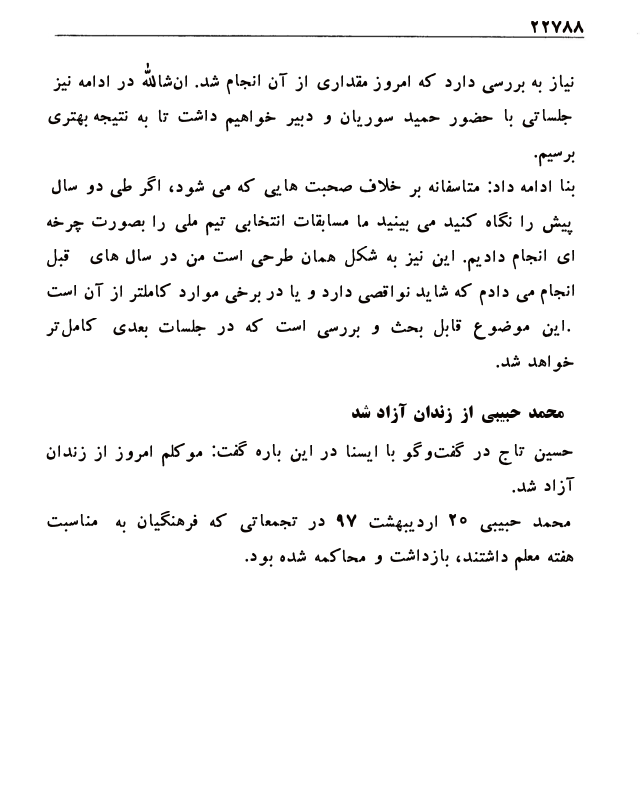 ۲۲۷۸۸
نیاز به بررسی دارد که امروز مقداری از آن انجام شد. ان‌شاالله در ادامه نیز
جلساتی با حضور حمید سوریان و دبیر خواهیم داشت تا به نتیجه بهتری
برسیم.
بنا ادامه داد: متاسفانه بر خلاف صحبت هایی که می شود، اگر طی دو سال
پیش را نگاه کنید می بینید ما مسابقات انتخابی تیم ملی را بصورت چرخه
ای انجام دادیم. این نیز به شکل همان طرحی است من در سال های قبل
انجام می دادم که شاید نواقصی دارد و یا در برخی موارد کاملتر از آن است
.این موضوع قابل بحث و بررسی است که در جلسات بعدی کامل‌تر
خواهد شد.
محمد حبیبی از زندان آزاد شد
حسین تاج در گفت‌وگو با ایسنا در این باره گفت: موکلم امروز از زندان
آزاد شد.
محمد حبیبی ۲۰ اردیبهشت ۹۷ در تجمعاتی که فرهنگیان به مناسبت
هفته معلم داشتند، بازداشت و محاکمه شده بود.